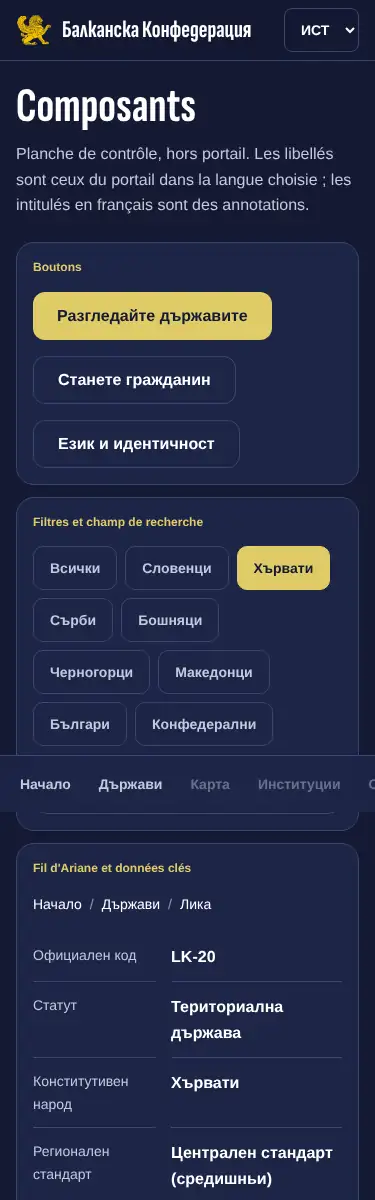 Балканска Конфедерация
ИСТ
Composants
Planche de contrôle, hors portail. Les libellés
sont ceux du portail dans la langue choisie ; les
intitulés en français sont des annotations.
Boutons
Разгледайте държавите
Станете гражданин
Език и идентичност
Filtres et champ de recherche
Всички Словенци Хървати
Сърби Бошняци
Черногорци Македонци
Българи Конфедерални
Начало Държави Карта Институции
Fil d'Ariane et données clés
Начало / Държави / Лика
Официален код LK-20
Статут Териториална
държава
Конститутивен Хървати
народ
Регионален Централен стандарт
стандарт (средишњи)